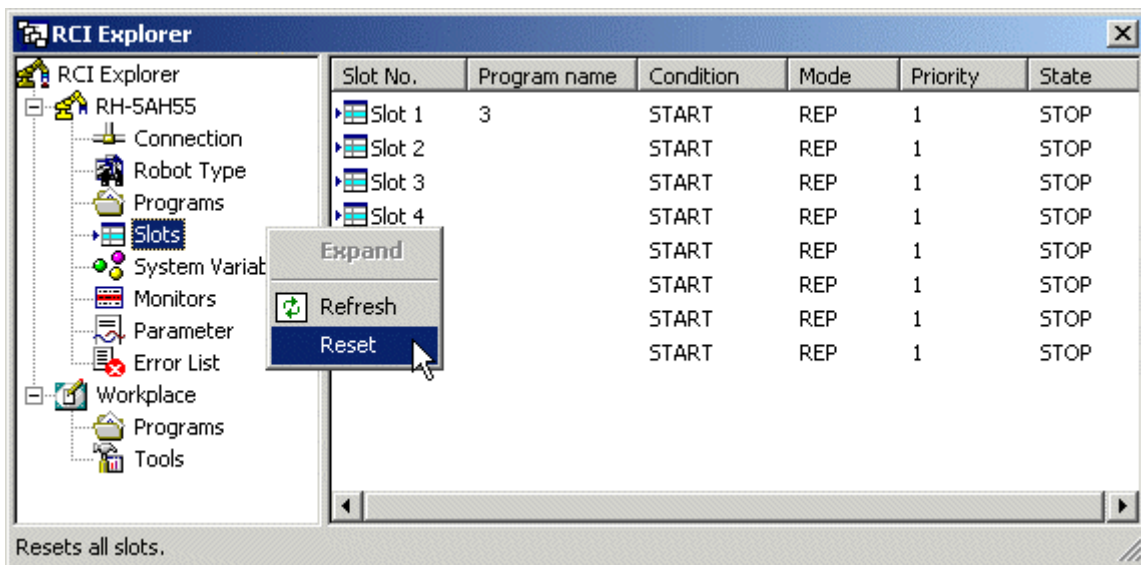 RCI Explorer
RCI Explorer
RH-5AH55
Connection
Robot Type
Programs
Slots
System Variab
Monitors
Parameter
Error List
Workplace
Programs
Tools
Expand
Refresh
Reset
Slot No. Program name Condition Mode Priority State
Slot 1 3 START REP 1 STOP
Slot 2 START REP 1 STOP
Slot 3 START REP 1 STOP
Slot 4 START REP 1 STOP
START REP 1 STOP
START REP 1 STOP
START REP 1 STOP
START REP 1 STOP
Resets all slots.